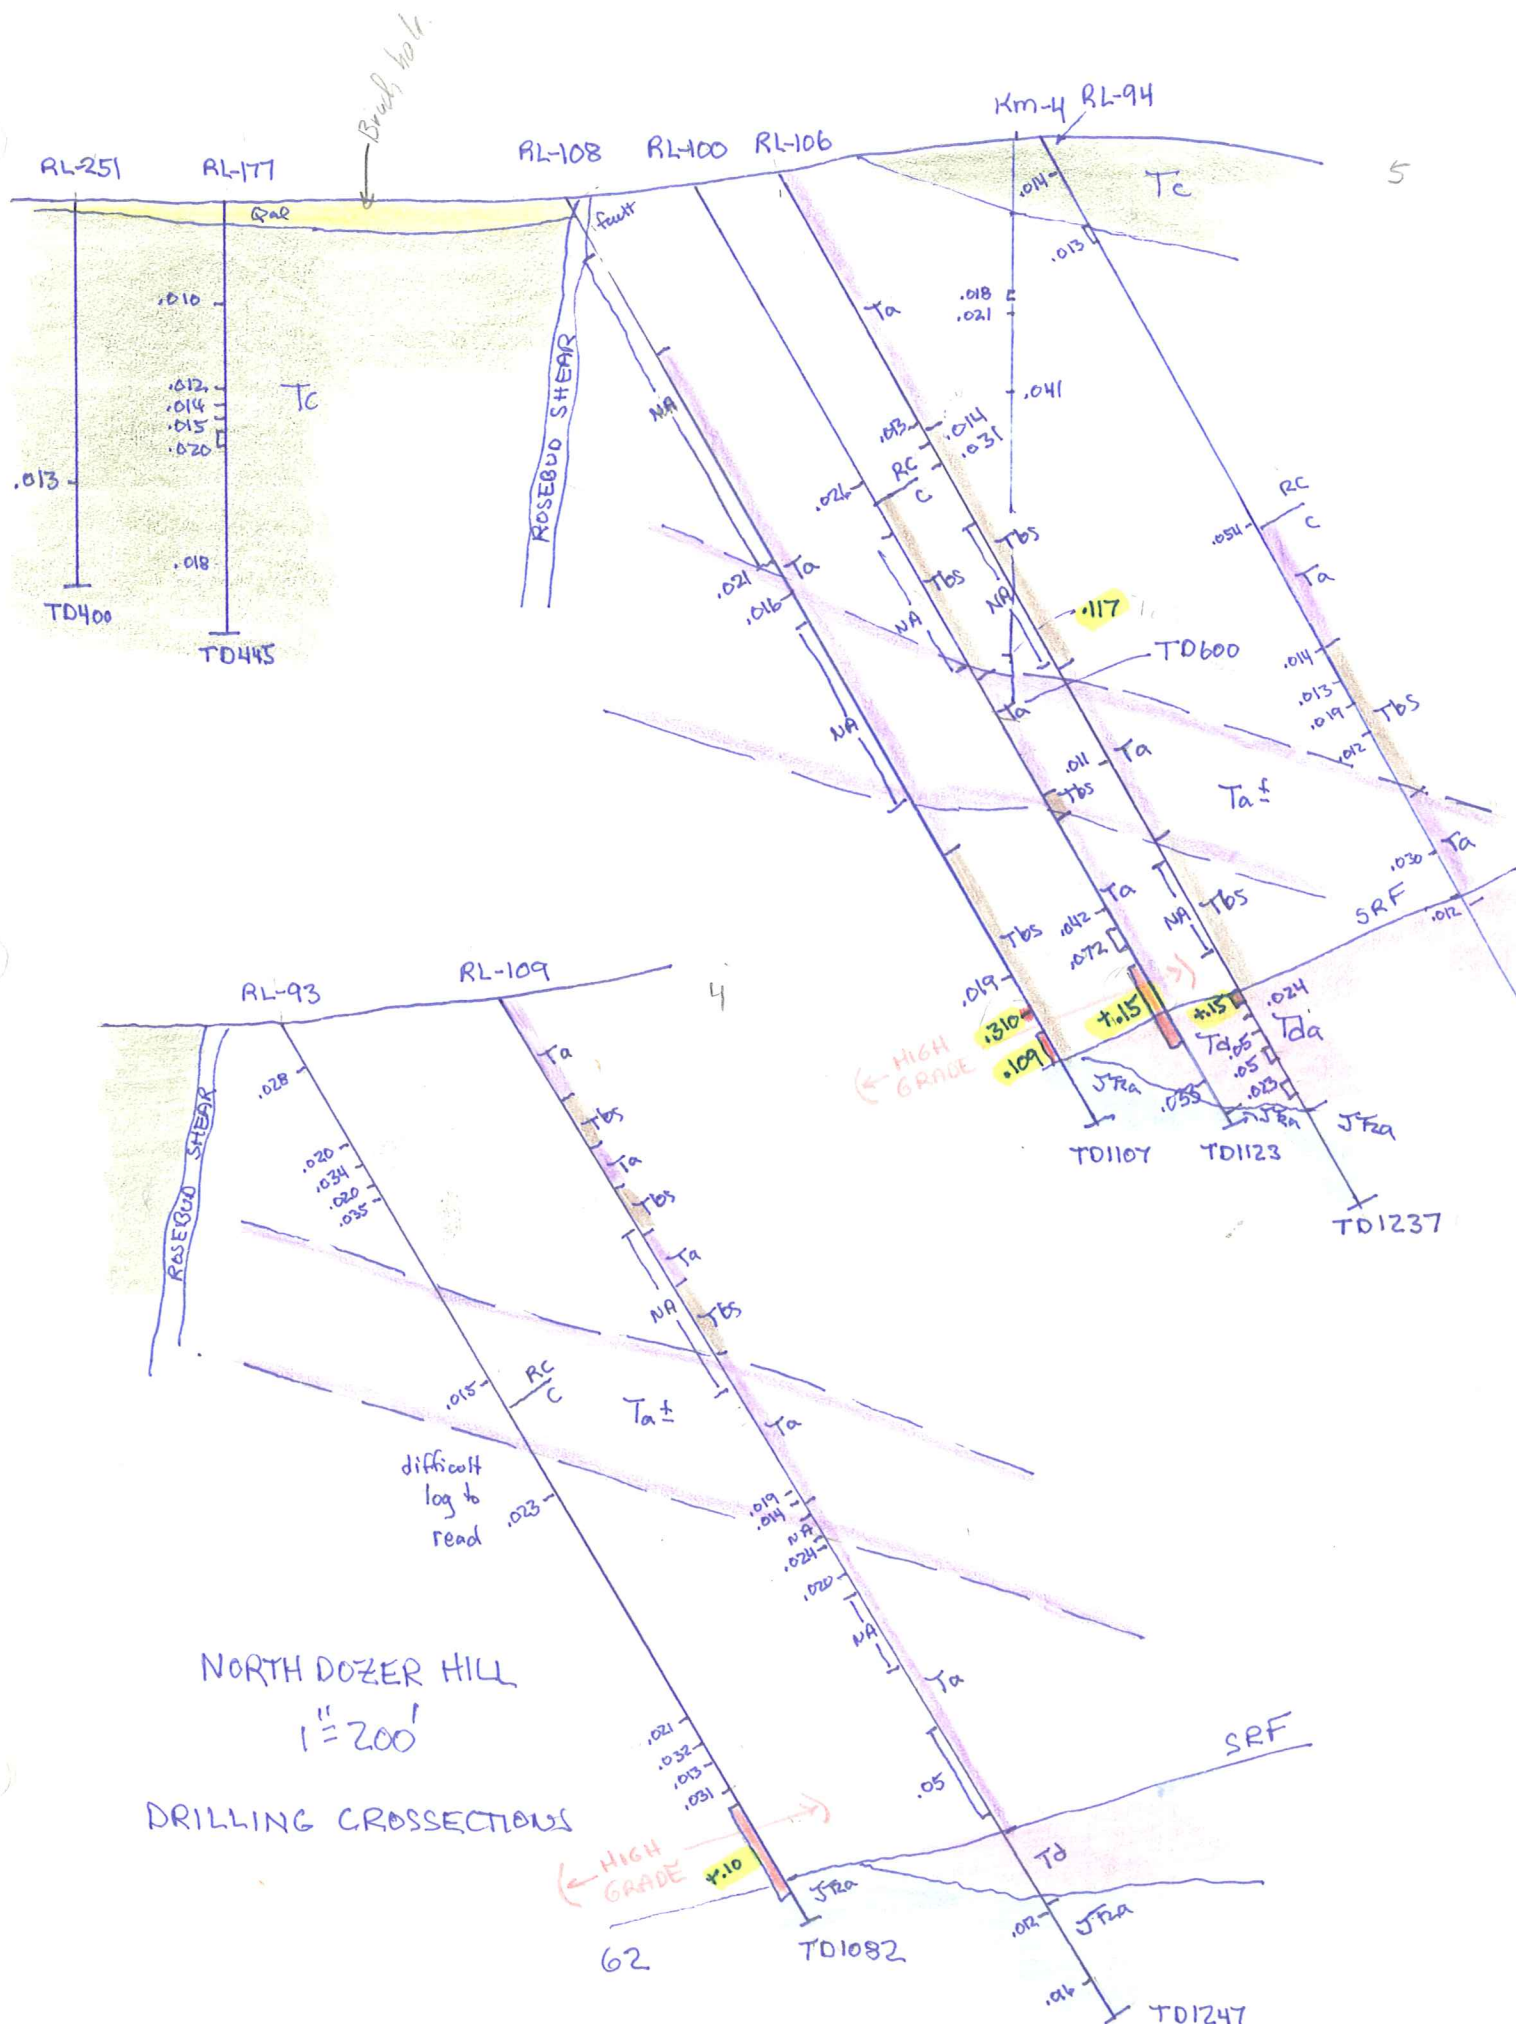 RL-251
RL-177
RL-108
RL-100
RL-106
Km-4
RL-94
5
Qal
fault
Tc
.014
.013
.010
.012
.014
.015
.020
.018
Tc
.013
TD400
TD445
ROSEBUD SHEAR
NA
Ta
.018
.021
.041
.013
.014
.031
RC
C
.026
Tbs
NA
Tbs
NA
.117
TD600
RC
C
.054
Ta
.014
.013
.019
.012
Tbs
.021
.016
Ta
NA
Ta
.011
Ta
Tbs
Ta ±
.030
Ta
SRF
.012
Ta
.042
.072
Tbs
NA
Tbs
.019
.310
.109
+.15
+.15
.024
Tda
Td
.05
.05
.023
.055
← HIGH
GRADE
JTra
JTra
JTra
TD1107
TD1123
TD1237
RL-93
RL-109
4
ROSEBUD SHEAR
.028
.020
.034
.020
.035
Ta
Tbs
Ta
Tbs
Ta
NA
Tbs
.015
RC
C
Ta ±
Ta
difficult
log to
read
.023
.019
.014
NA
.024
.020
NA
Ta
NORTH DOZER HILL
1" = 200'
DRILLING CROSSECTIONS
.021
.032
.013
.031
.05
SRF
← HIGH
GRADE
+.10
JTra
Td
JTra
.012
62
TD1082
.016
TD1247